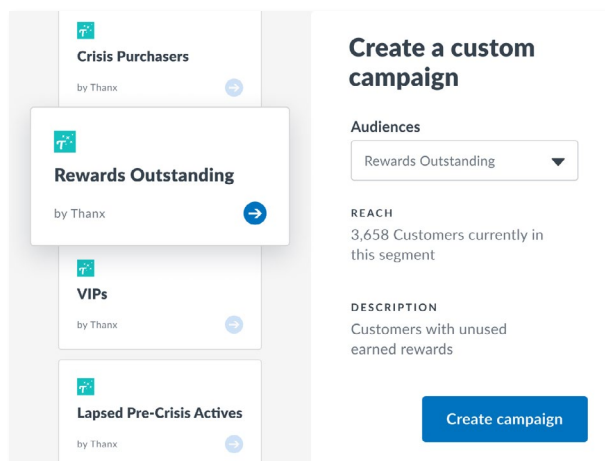 Crisis Purchasers
by Thanx
Rewards Outstanding
by Thanx
VIPs
by Thanx
Lapsed Pre-Crisis Actives
by Thanx
Create a custom
campaign
Audiences
Rewards Outstanding
REACH
3,658 Customers currently in
this segment
DESCRIPTION
Customers with unused
earned rewards
Create campaign